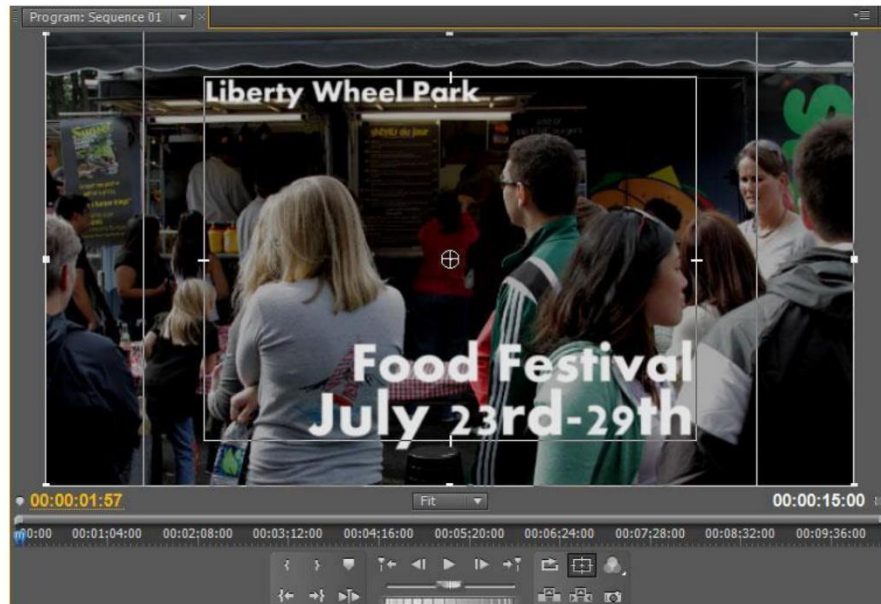 Program: Sequence 01
Liberty Wheel Park
Food Festival
July 23rd-29th
00:00:01:57
Fit
00:00:15:00
0:00 00:01:04:00 00:02:08:00 00:03:12:00 00:04:16:00 00:05:20:00 00:06:24:00 00:07:28:00 00:08:32:00 00:09:36:00